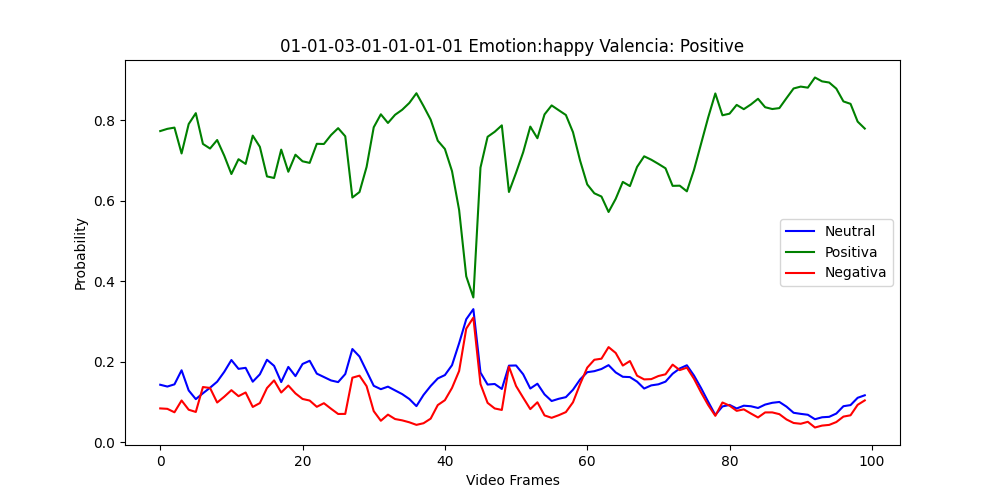 01-01-03-01-01-01-01 Emotion:happy Valencia: Positive
Probability
0.8
0.6
0.4
0.2
0.0
Neutral
Positiva
Negativa
0 20 40 60 80 100
Video Frames